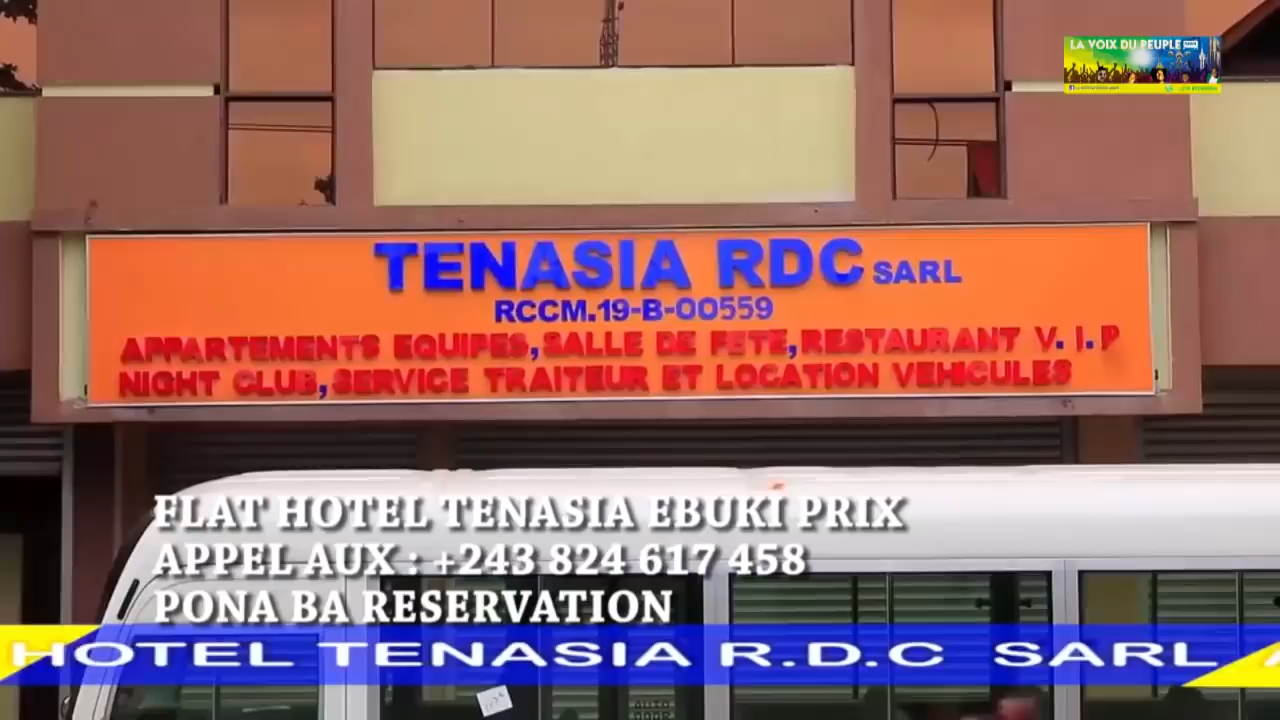 LA VOIX DU PEUPLE
TENASIA RDC SARL
RCCM.19-B-00559
APPARTEMENTS EQUIPES, SALLE DE FETE, RESTAURANT V.I.P
NIGHT CLUB, SERVICE TRAITEUR ET LOCATION VEHICULES
FLAT HOTEL TENASIA EBUKI PRIX
APPEL AUX : +243 824 617 458
PONA BA RESERVATION
HOTEL TENASIA R.D.C SARL